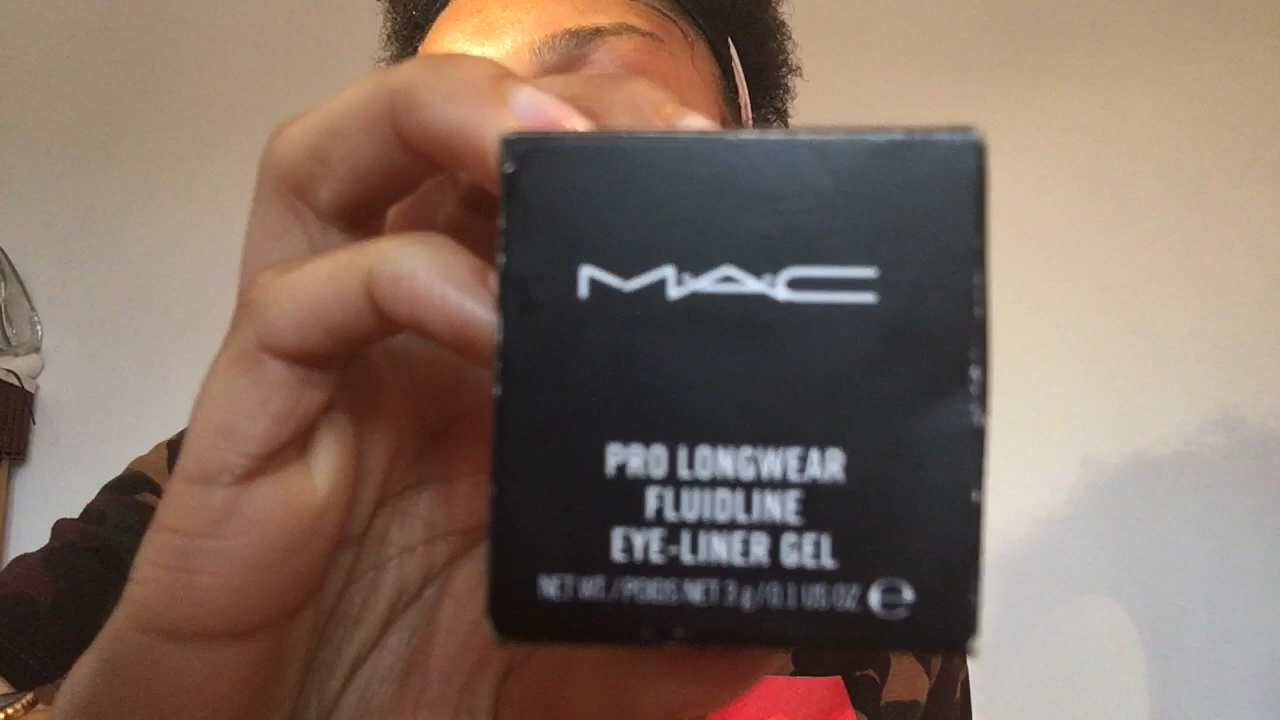 MAC
PRO LONGWEAR
FLUIDLINE
EYE-LINER GEL
NET WT./POIDS NET 3 g/0.1 US OZ ℮